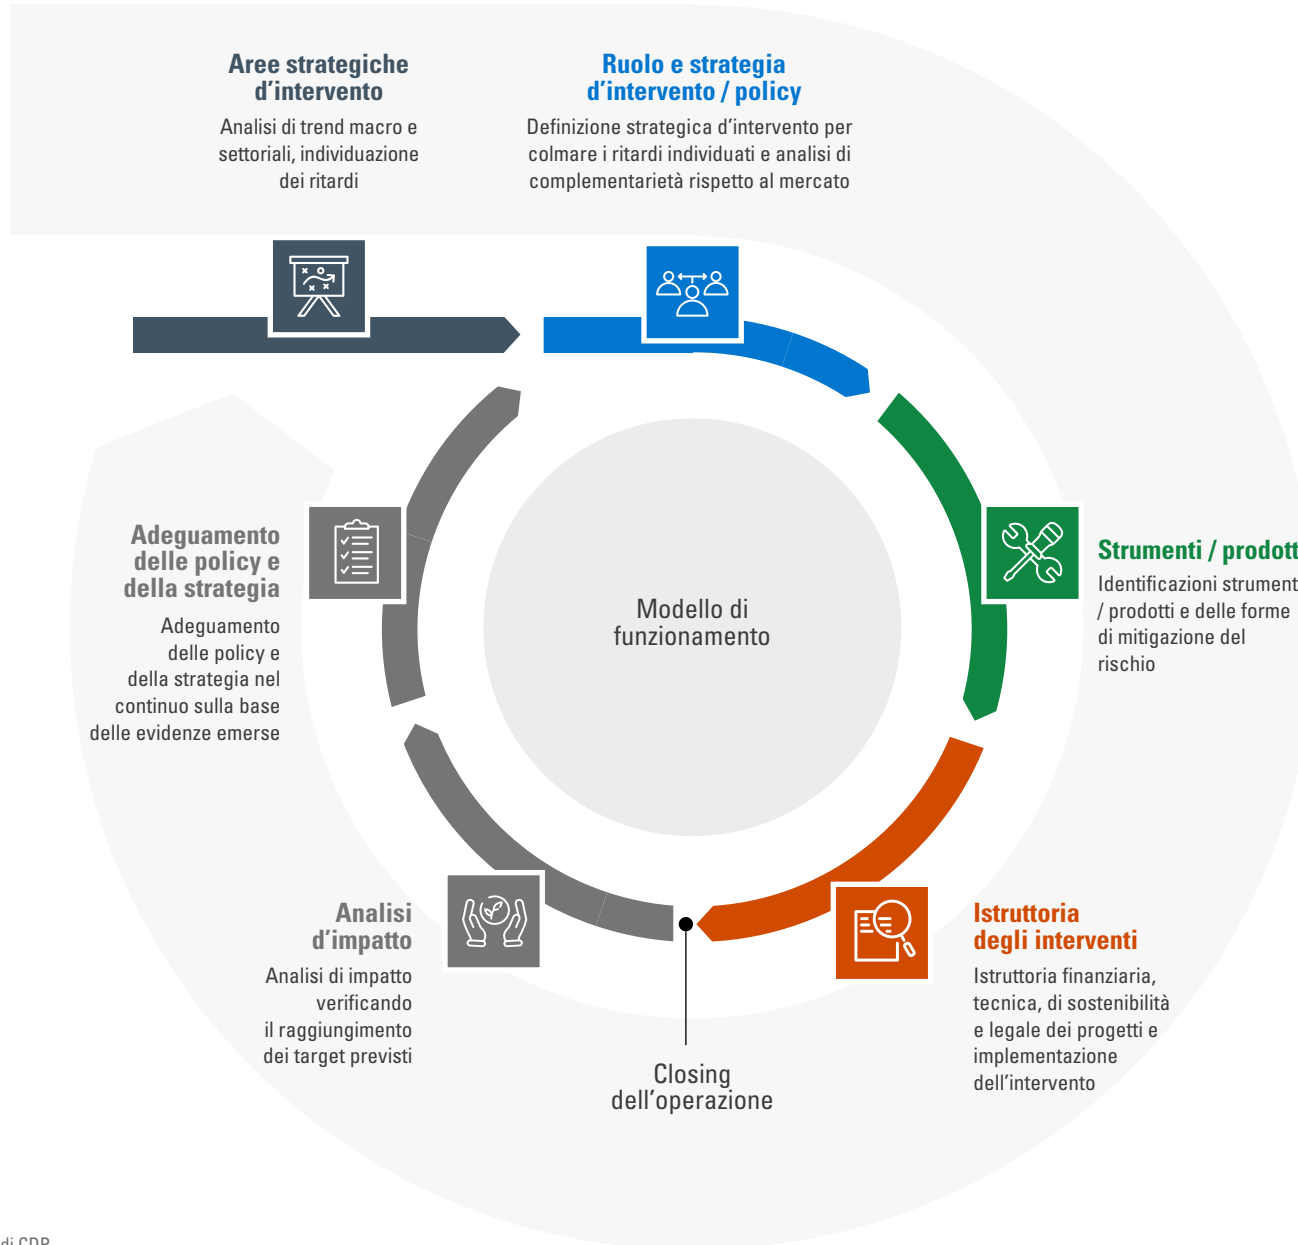 Aree strategiche
d'intervento
Analisi di trend macro e
settoriali, individuazione
dei ritardi
Ruolo e strategia
d'intervento / policy
Definizione strategica d'intervento per
colmare i ritardi individuati e analisi di
complementarietà rispetto al mercato
Strumenti / prodott
Identificazioni strument
/ prodotti e delle forme
di mitigazione del
rischio
Modello di
funzionamento
Adeguamento
delle policy e
della strategia
Adeguamento
delle policy e
della strategia nel
continuo sulla base
delle evidenze emerse
Istruttoria
degli interventi
Istruttoria finanziaria,
tecnica, di sostenibilità
e legale dei progetti e
implementazione
dell'intervento
Closing
dell'operazione
Analisi
d'impatto
Analisi di impatto
verificando
il raggiungimento
dei target previsti
di CDP